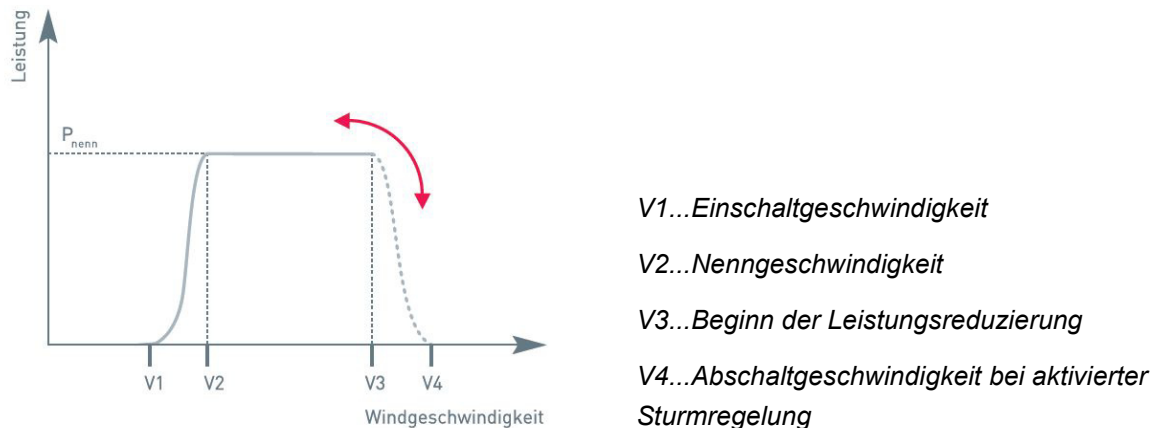 Leistung
P nenn
V1
V2
V3
V4
Windgeschwindigkeit
V1...Einschaltgeschwindigkeit
V2...Nenngeschwindigkeit
V3...Beginn der Leistungsreduzierung
V4...Abschaltgeschwindigkeit bei aktivierter
Sturmregelung